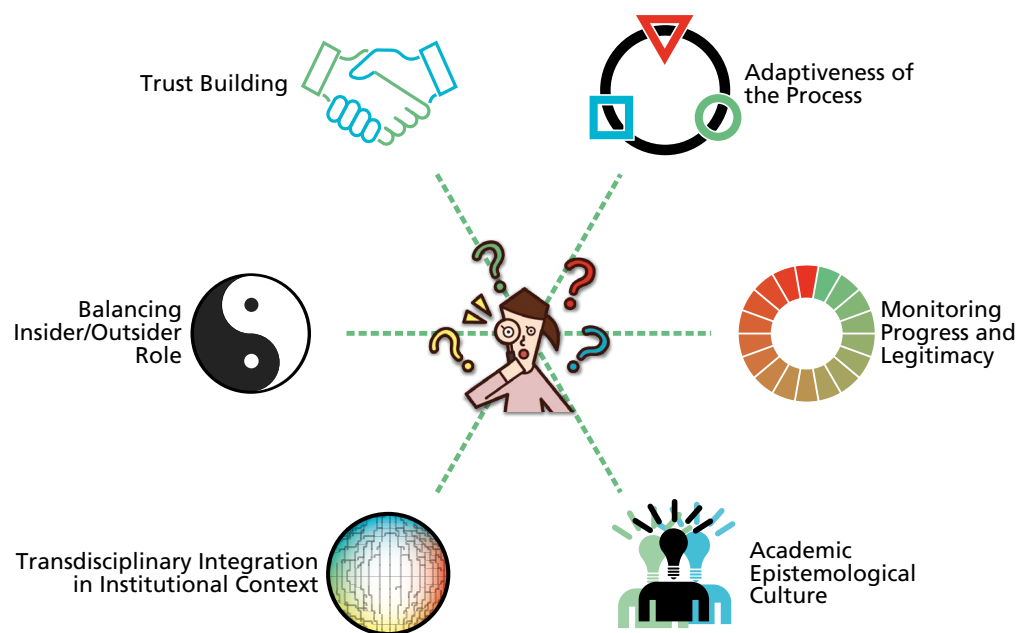 Trust Building
Adaptiveness of
the Process
Balancing
Insider/Outsider
Role
Monitoring
Progress and
Legitimacy
Transdisciplinary Integration
in Institutional Context
Academic
Epistemological
Culture